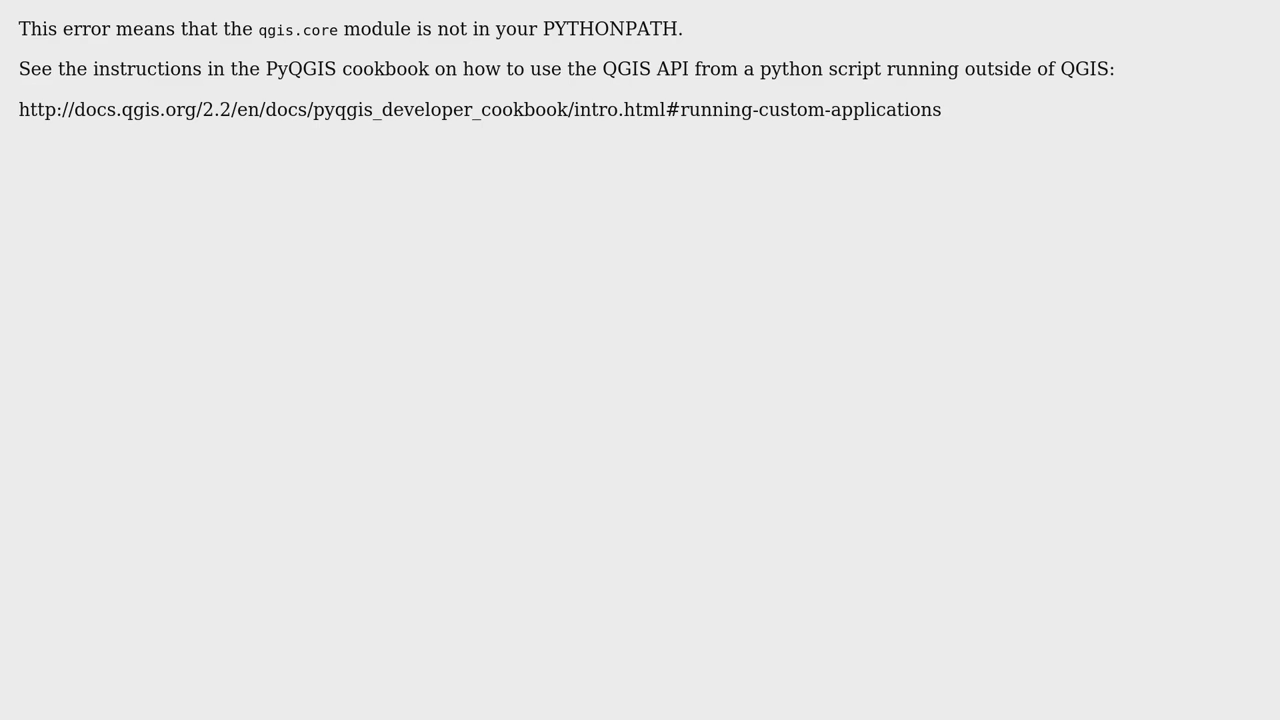 This error means that the qgis.core module is not in your PYTHONPATH.
See the instructions in the PyQGIS cookbook on how to use the QGIS API from a python script running outside of QGIS:
http://docs.qgis.org/2.2/en/docs/pyqgis_developer_cookbook/intro.html#running-custom-applications